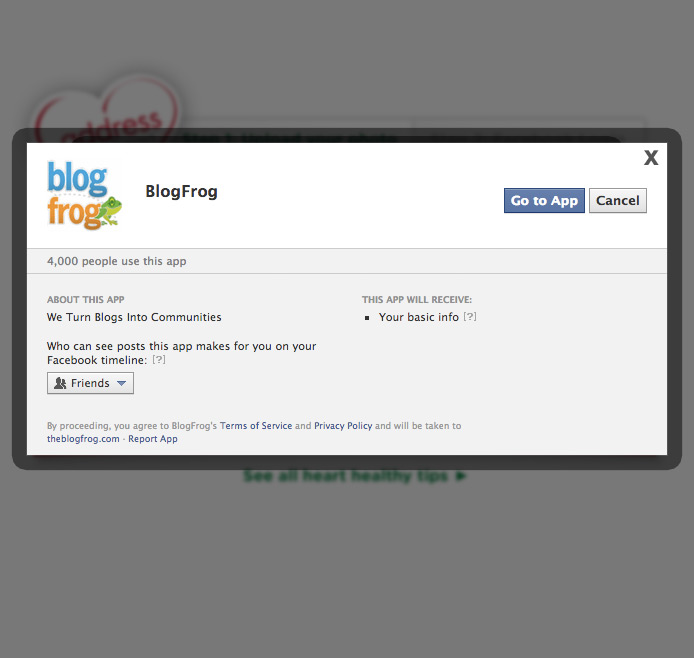 address
X
blog
frog
BlogFrog
Go to App
Cancel
4,000 people use this app
ABOUT THIS APP
We Turn Blogs Into Communities
THIS APP WILL RECEIVE:
▪ Your basic info [?]
Who can see posts this app makes for you on your
Facebook timeline: [?]
Friends
By proceeding, you agree to BlogFrog's Terms of Service and Privacy Policy and will be taken to
theblogfrog.com · Report App
See all heart healthy tips ►